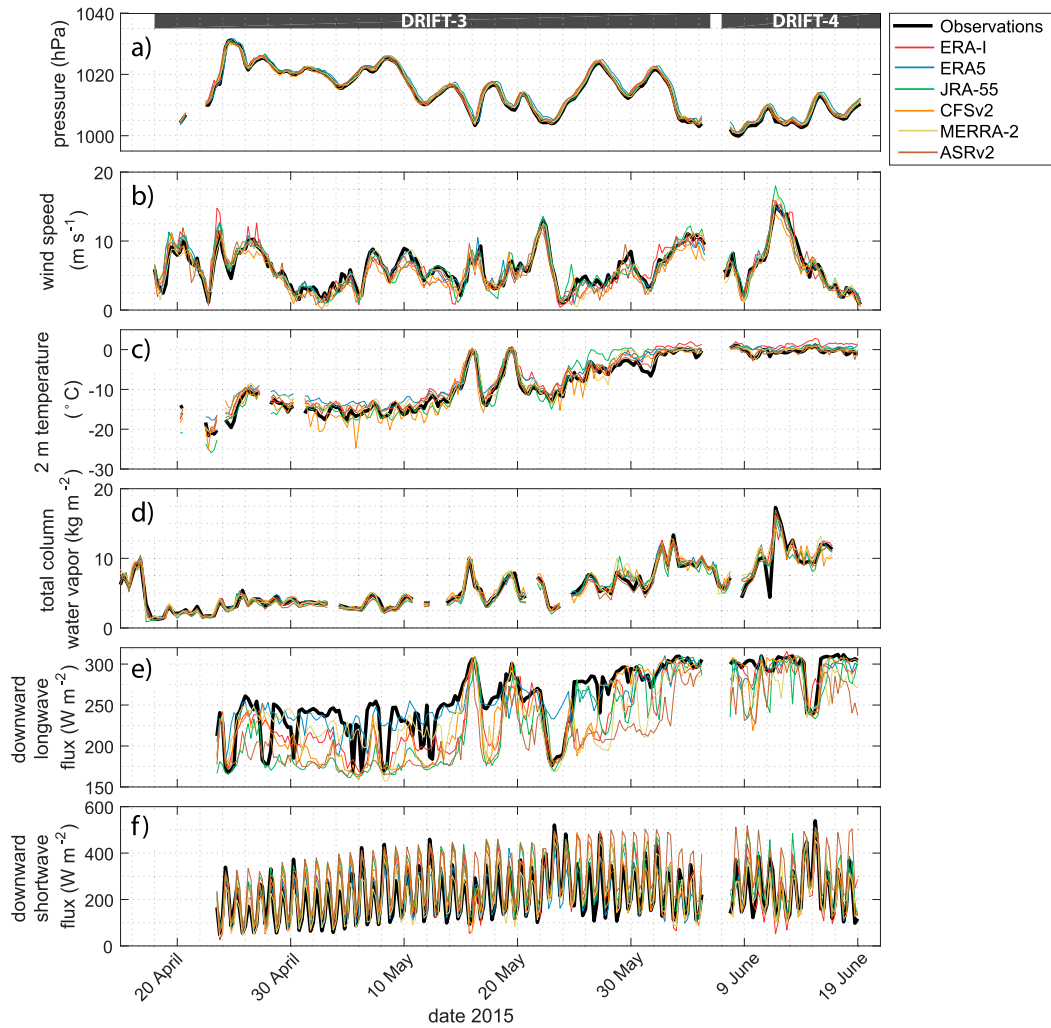 DRIFT-3 DRIFT-4
a)
pressure (hPa)
1040
1020
1000
Observations
ERA-I
ERA5
JRA-55
CFSv2
MERRA-2
ASRv2
b)
wind speed
(m s⁻¹)
20
10
0
c)
2 m temperature
(°C)
0
-10
-20
-30
d)
total column
water vapor (kg m⁻²)
20
10
0
e)
downward
longwave
flux (W m⁻²)
300
250
200
150
f)
downward
shortwave
flux (W m⁻²)
600
400
200
0
20 April
30 April
10 May
20 May
30 May
9 June
19 June
date 2015